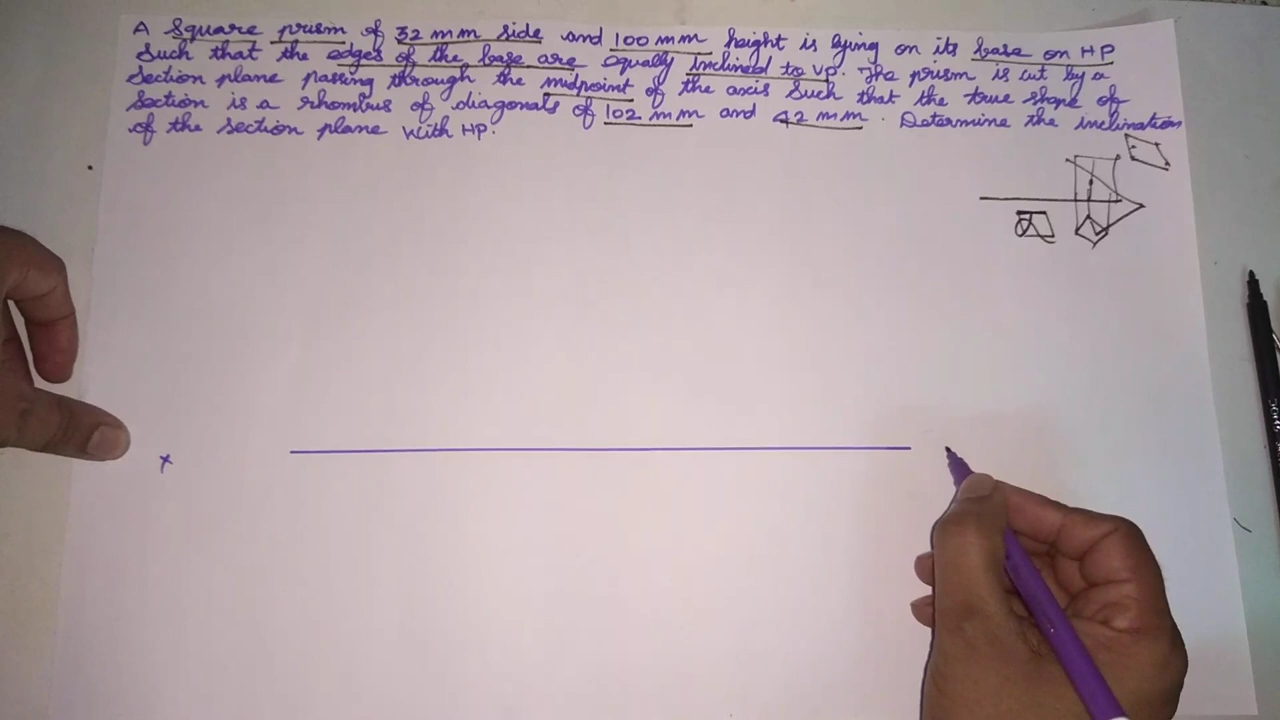 A Square prism of 32 mm side and 100 mm height is lying on its base on HP
Such that the edges of the base are equally inclined to VP. The prism is cut by a
Section plane passing through the midpoint of the axis such that the true shape of
Section is a rhombus of diagonals of 102 mm and 42 mm. Determine the inclination
of the section plane with HP.
x